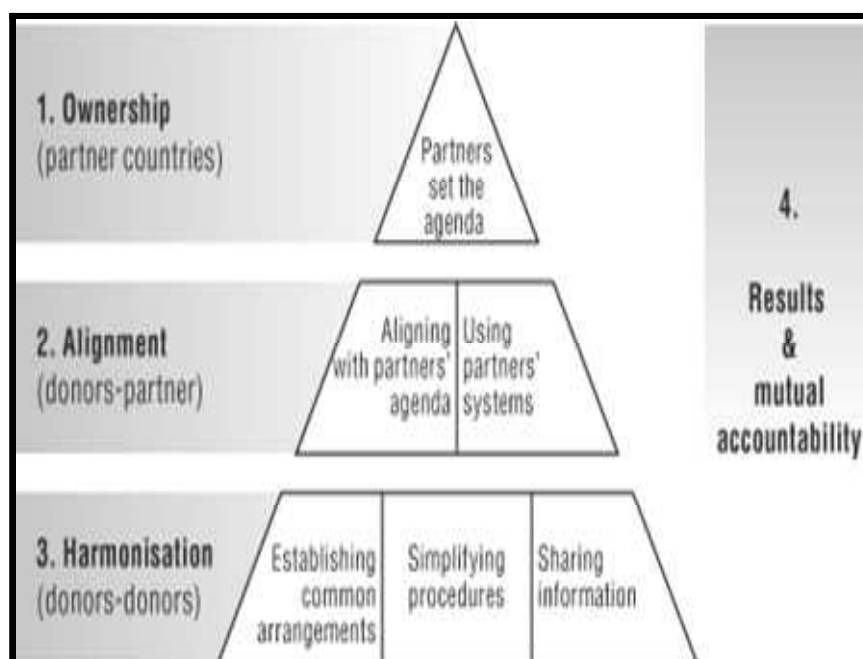 1. Ownership
(partner countries)
Partners
set the
agenda
2. Alignment
(donors-partner)
Aligning
with partners'
agenda
Using
partners'
systems
3. Harmonisation
(donors-donors)
Establishing
common
arrangements
Simplifying
procedures
Sharing
information
4.
Results
&
mutual
accountability